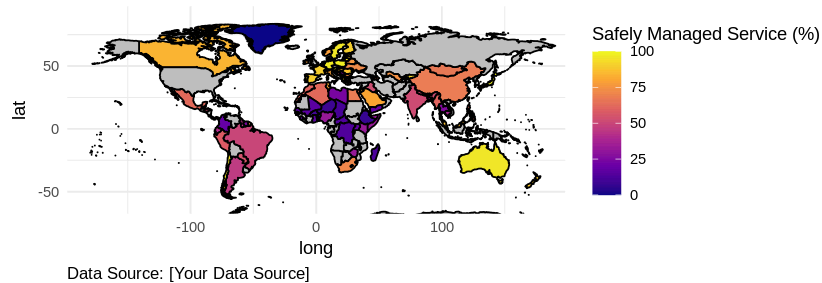 Safely Managed Service (%)
100
75
50
25
0
lat
50
0
-50
-100
0
100
long
Data Source: [Your Data Source]